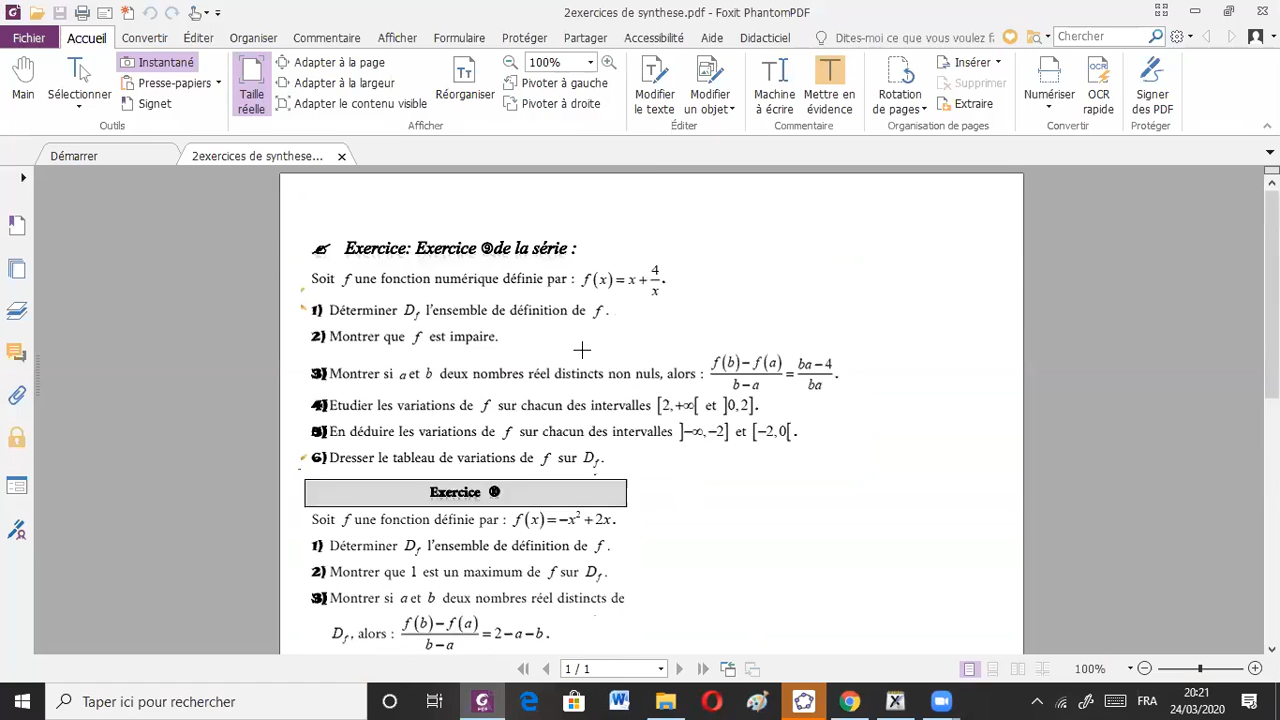 2exercices de synthese.pdf - Foxit PhantomPDF
Fichier Accueil Convertir Éditer Organiser Commentaire Afficher Formulaire Protéger Partager Accessibilité Aide Didacticiel Dites-moi ce que vous voulez f Chercher
Main
Sélectionner
Instantané
Presse-papiers
Signet
Outils
Taille réelle
Adapter à la page
Adapter à la largeur
Adapter le contenu visible
Réorganiser
100%
Pivoter à gauche
Pivoter à droite
Afficher
Modifier le texte
Modifier un objet
Éditer
Machine à écrire
Mettre en évidence
Commentaire
Rotation de pages
Insérer
Supprimer
Extraire
Organisation de pages
Numériser
OCR rapide
Convertir
Signer des PDF
Protéger
Démarrer 2exercices de synthese...
Exercice: Exercice ⑨ de la série :
Soit f une fonction numérique définie par : f(x) = x + 4/x.
1) Déterminer D_f l'ensemble de définition de f.
2) Montrer que f est impaire.
3) Montrer si a et b deux nombres réel distincts non nuls, alors : (f(b) − f(a))/(b − a) = (ba − 4)/ba.
4) Etudier les variations de f sur chacun des intervalles [2,+∞[ et ]0,2].
5) En déduire les variations de f sur chacun des intervalles ]−∞,−2] et [−2,0[.
6) Dresser le tableau de variations de f sur D_f.
Exercice ⑩
Soit f une fonction définie par : f(x) = −x² + 2x.
1) Déterminer D_f l'ensemble de définition de f.
2) Montrer que 1 est un maximum de f sur D_f.
3) Montrer si a et b deux nombres réel distincts de
D_f, alors : (f(b) − f(a))/(b − a) = 2 − a − b.
1 / 1 100%
Taper ici pour rechercher
FRA
20:21
24/03/2020